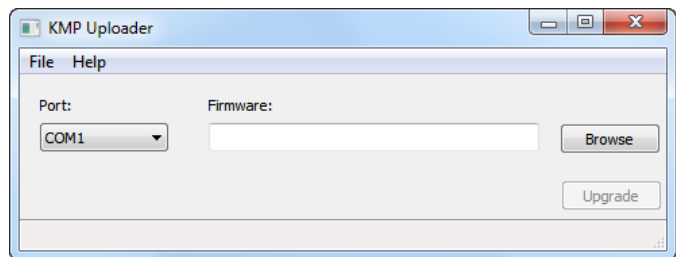 KMP Uploader
File Help
Port: Firmware:
COM1 Browse
Upgrade